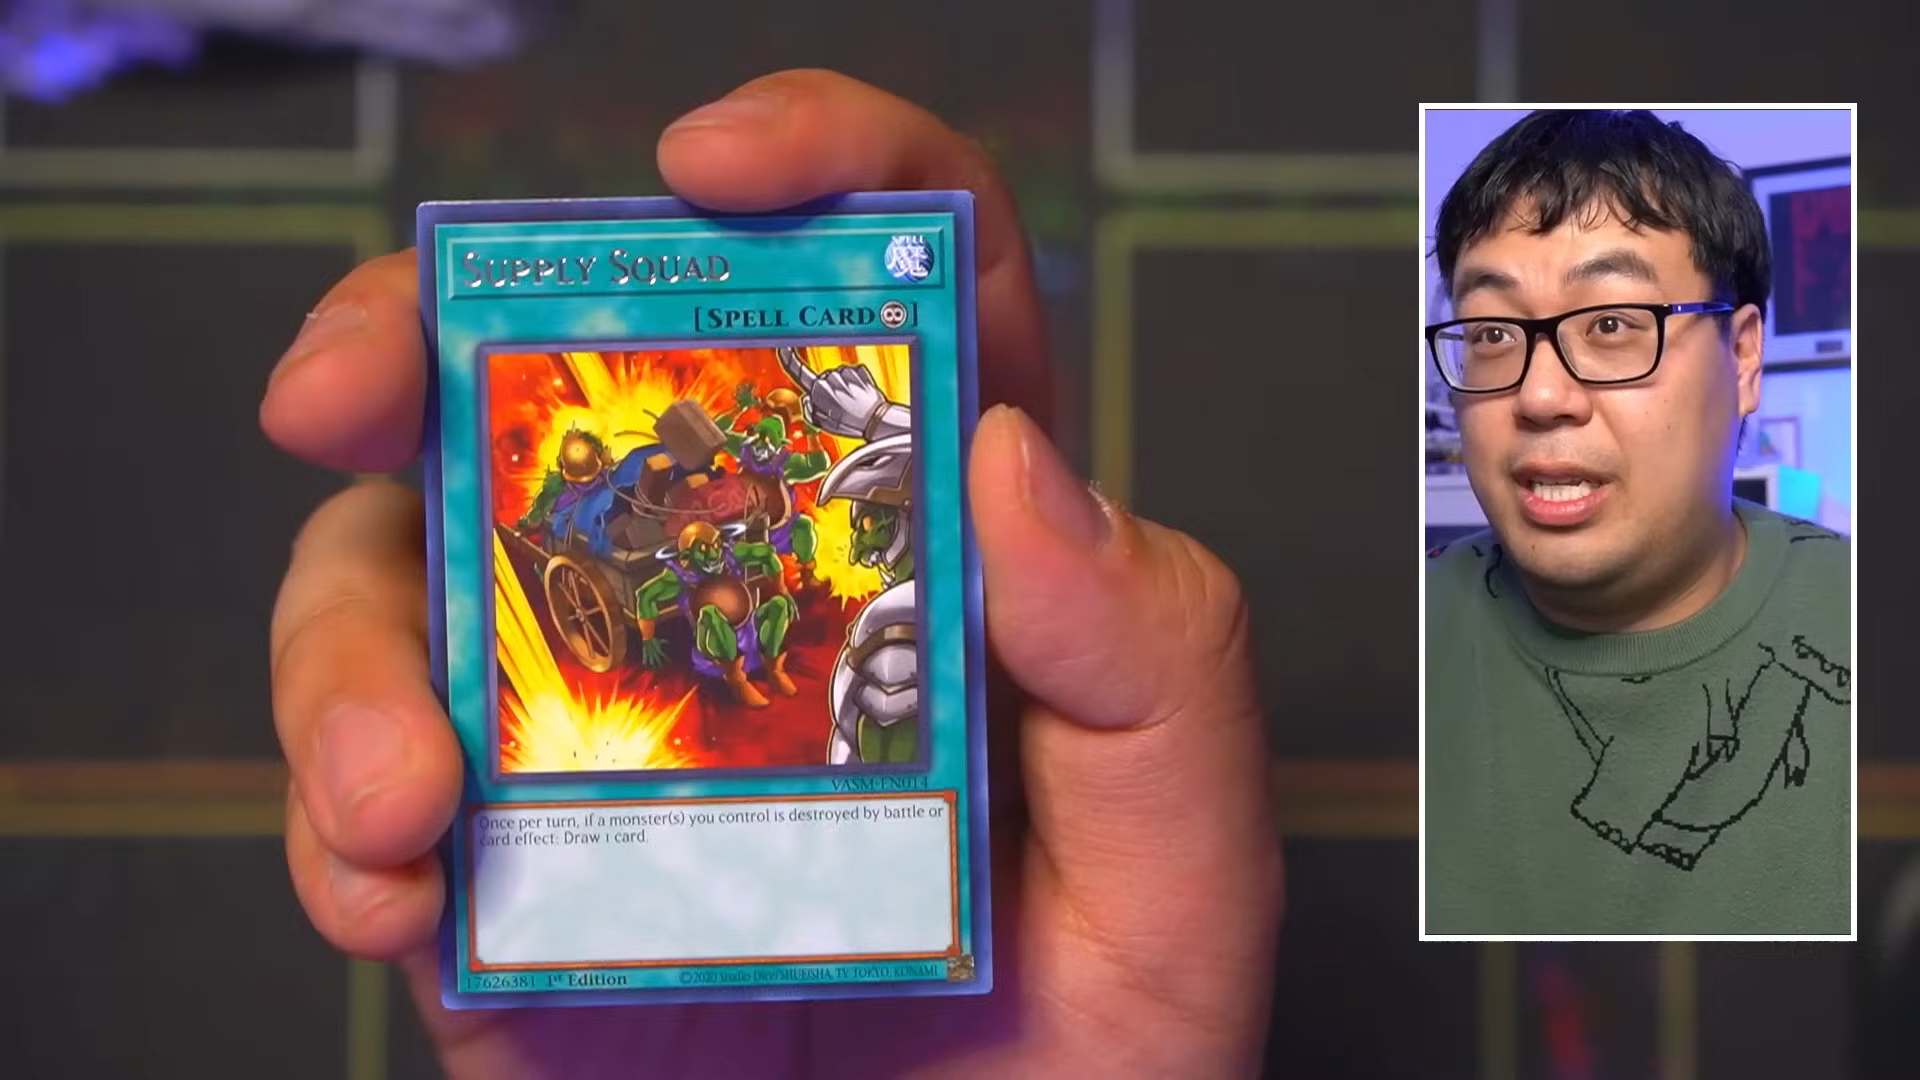 Supply Squad
SPELL
魔
[Spell Card]
VASM-EN014
Once per turn, if a monster(s) you control is destroyed by battle or
card effect: Draw 1 card.
17626381 1st Edition ©2020 Studio Dice/SHUEISHA, TV TOKYO, KONAMI